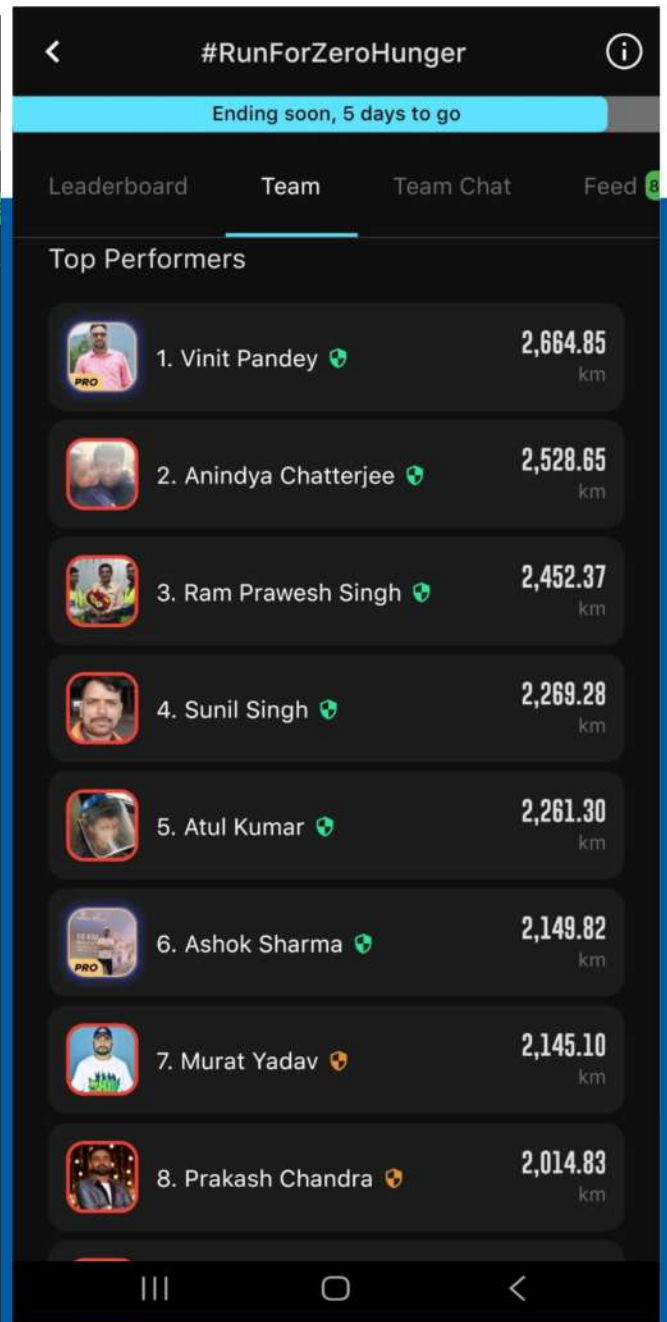 #RunForZeroHunger
Ending soon, 5 days to go
Leaderboard Team Team Chat Feed 8
Top Performers
1. Vinit Pandey 2,664.85 km
PRO
2. Anindya Chatterjee 2,528.65 km
3. Ram Prawesh Singh 2,452.37 km
4. Sunil Singh 2,269.28 km
5. Atul Kumar 2,261.30 km
6. Ashok Sharma 2,149.82 km
PRO
7. Murat Yadav 2,145.10 km
8. Prakash Chandra 2,014.83 km